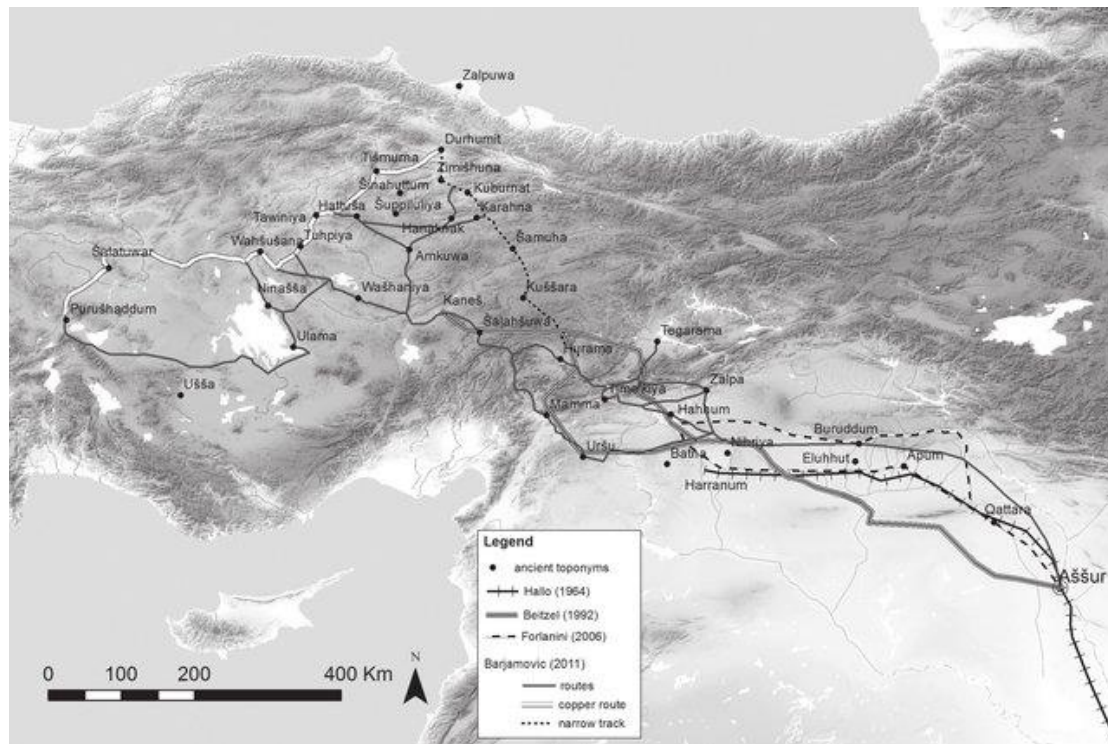 Zalpuwa
Durhumit
Tišmurna
Zimišhuna
Šinahuttum
Kuburnat
Hattuša
Šuppiluliya
Karahna
Tawiniya
Hanaknak
Wahšušana
Tuhpiya
Amkuwa
Šamuha
Šalatuwar
Ninašša
Wašhaniya
Kaneš
Kuššara
Purušhaddum
Šalahšuwa
Ulama
Tegarama
Hurama
Ušša
Timelkiya
Zalpa
Mamma
Hahhum
Buruddum
Uršu
Batna
Nihriya
Eluhhut
Apum
Harranum
Qattara
Aššur
Legend
ancient toponyms
Hallo (1964)
Beitzel (1992)
Forlanini (2006)
Barjamovic (2011)
routes
copper route
narrow track
0 100 200 400 Km
N